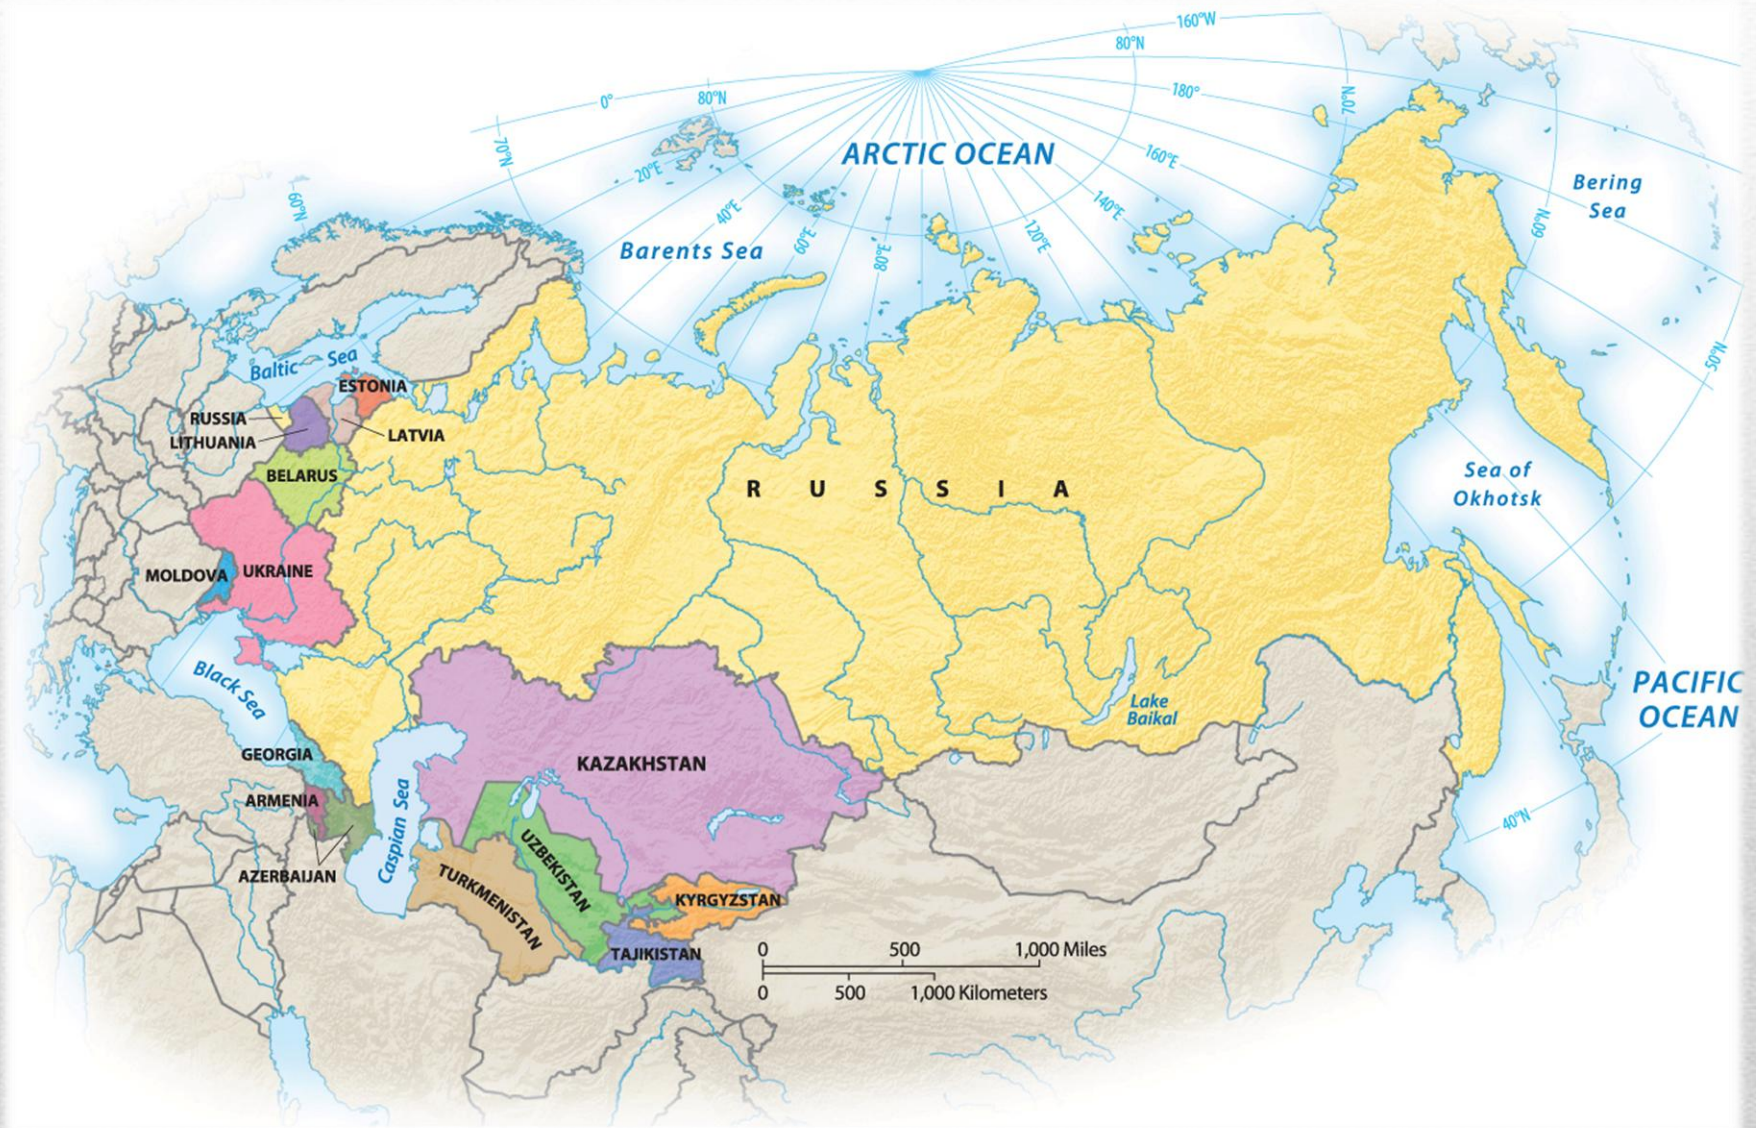 160°W
80°N
0°
80°N
180°
70°N
70°N
ARCTIC OCEAN
160°E
20°E
Bering
Sea
60°N
40°E
140°E
60°N
60°E
80°E
120°E
Barents Sea
50°N
Baltic Sea
ESTONIA
RUSSIA
LITHUANIA
LATVIA
BELARUS
RUSSIA
Sea of
Okhotsk
MOLDOVA
UKRAINE
Black Sea
Lake
Baikal
PACIFIC
OCEAN
GEORGIA
KAZAKHSTAN
ARMENIA
Caspian Sea
40°N
AZERBAIJAN
UZBEKISTAN
TURKMENISTAN
KYRGYZSTAN
TAJIKISTAN
0 500 1,000 Miles
0 500 1,000 Kilometers